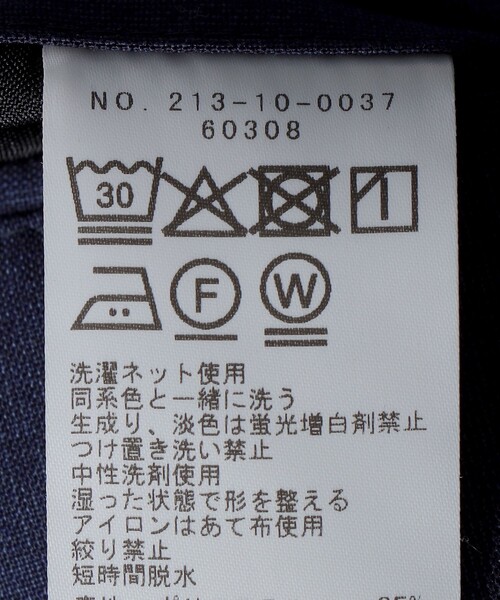 NO. 213-10-0037
60308
30
F W
洗濯ネット使用
同系色と一緒に洗う
生成り、淡色は蛍光増白剤禁止
つけ置き洗い禁止
中性洗剤使用
湿った状態で形を整える
アイロンはあて布使用
絞り禁止
短時間脱水